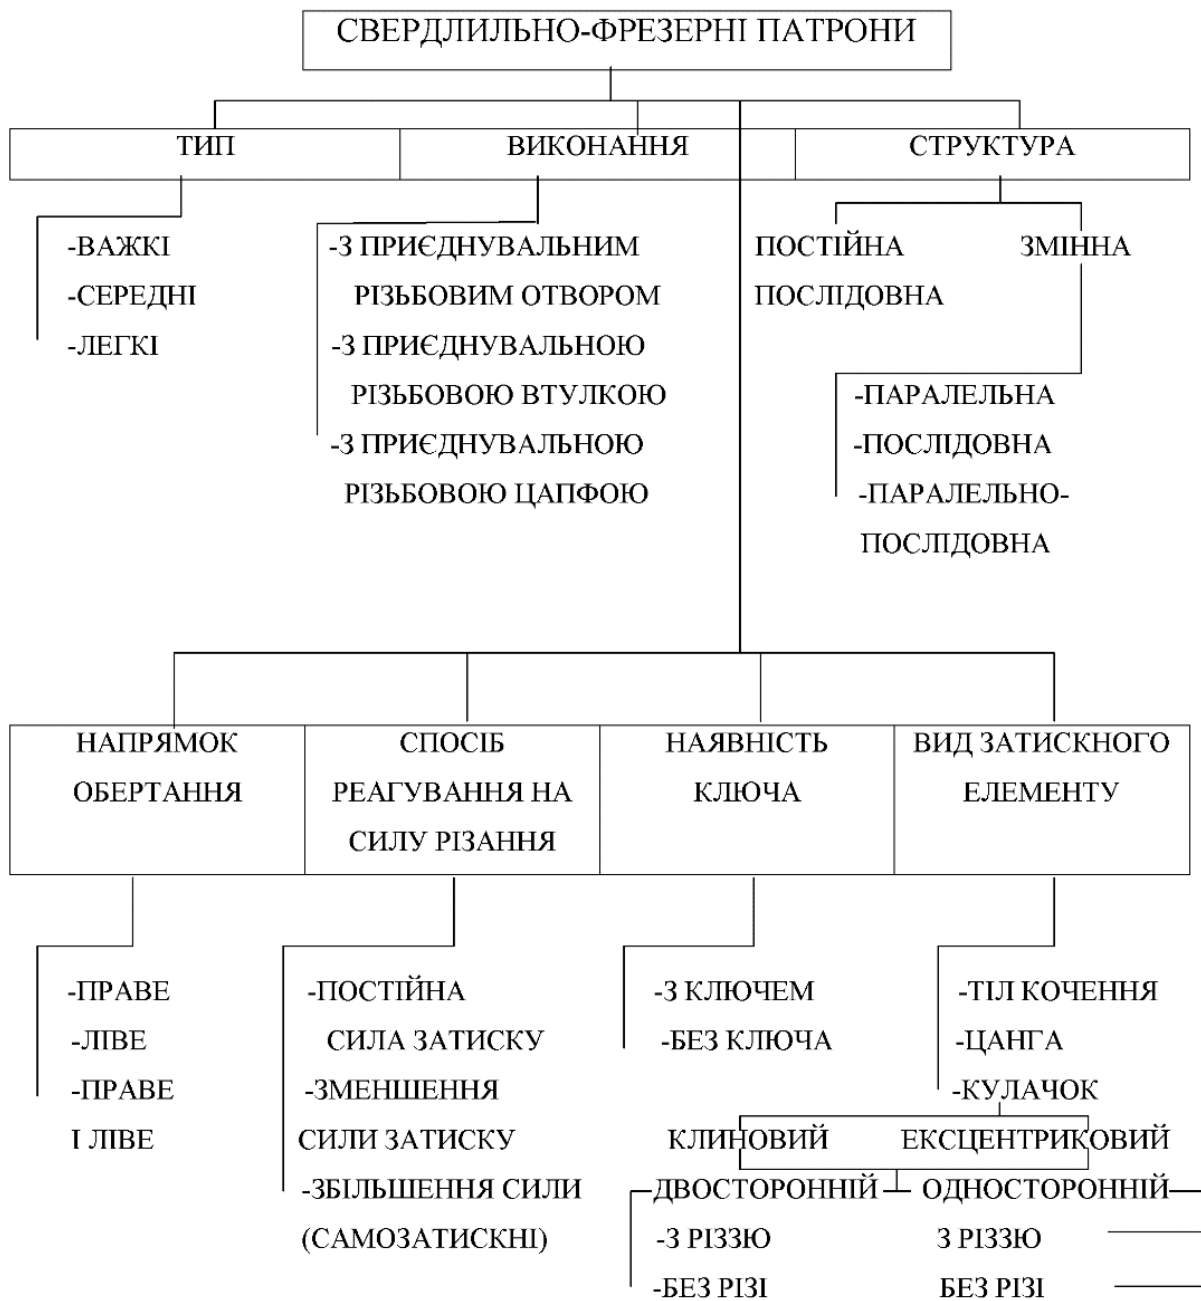 СВЕРДЛИЛЬНО-ФРЕЗЕРНІ ПАТРОНИ
ТИП
ВИКОНАННЯ
СТРУКТУРА
-ВАЖКІ
-СЕРЕДНІ
-ЛЕГКІ
-З ПРИЄДНУВАЛЬНИМ
РІЗЬБОВИМ ОТВОРОМ
-З ПРИЄДНУВАЛЬНОЮ
РІЗЬБОВОЮ ВТУЛКОЮ
-З ПРИЄДНУВАЛЬНОЮ
РІЗЬБОВОЮ ЦАПФОЮ
ПОСТІЙНА
ПОСЛІДОВНА
ЗМІННА
-ПАРАЛЕЛЬНА
-ПОСЛІДОВНА
-ПАРАЛЕЛЬНО-
ПОСЛІДОВНА
НАПРЯМОК
ОБЕРТАННЯ
СПОСІБ
РЕАГУВАННЯ НА
СИЛУ РІЗАННЯ
НАЯВНІСТЬ
КЛЮЧА
ВИД ЗАТИСКНОГО
ЕЛЕМЕНТУ
-ПРАВЕ
-ЛІВЕ
-ПРАВЕ
І ЛІВЕ
-ПОСТІЙНА
СИЛА ЗАТИСКУ
-ЗМЕНШЕННЯ
СИЛИ ЗАТИСКУ
-ЗБІЛЬШЕННЯ СИЛИ
(САМОЗАТИСКНІ)
-З КЛЮЧЕМ
-БЕЗ КЛЮЧА
-ТІЛ КОЧЕННЯ
-ЦАНГА
-КУЛАЧОК
КЛИНОВИЙ
ЕКСЦЕНТРИКОВИЙ
ДВОСТОРОННІЙ
ОДНОСТОРОННІЙ
-З РІЗЗЮ
З РІЗЗЮ
-БЕЗ РІЗІ
БЕЗ РІЗІ